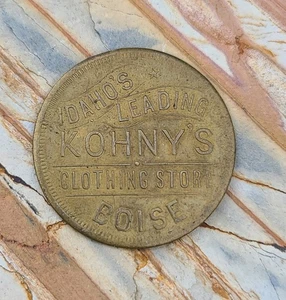 IDAHO'S
LEADING
KOHNY'S
CLOTHING STORE
BOISE